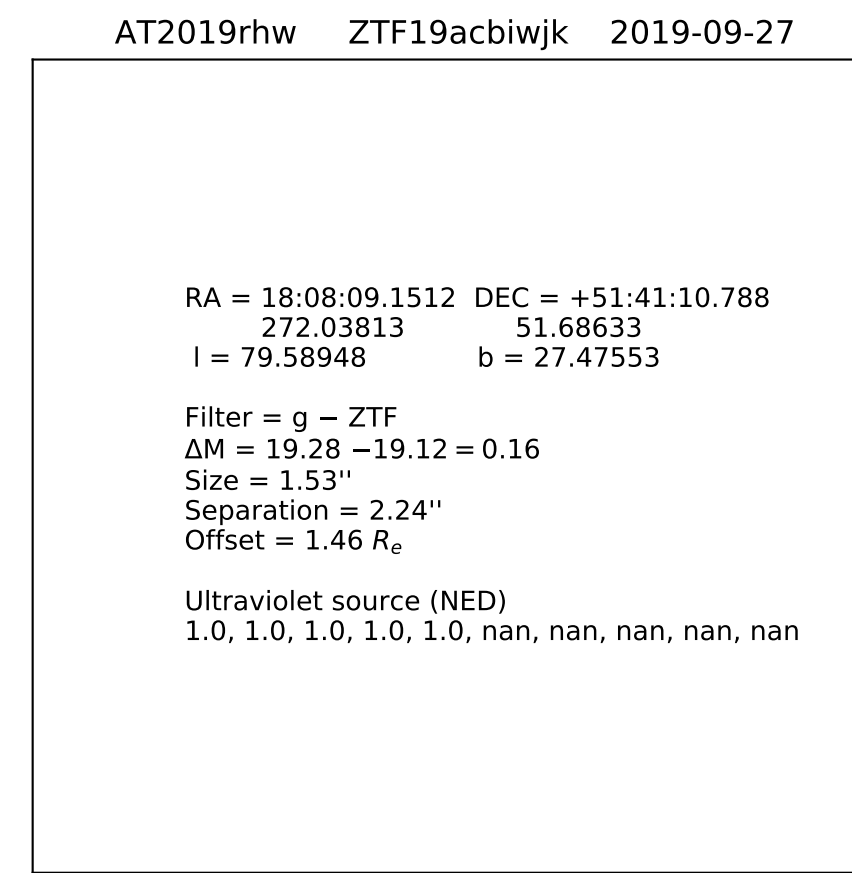 AT2019rhw ZTF19acbiwjk 2019-09-27
RA = 18:08:09.1512 DEC = +51:41:10.788
272.03813 51.68633
l = 79.58948 b = 27.47553
Filter = g − ZTF
ΔM = 19.28 −19.12 = 0.16
Size = 1.53''
Separation = 2.24''
Offset = 1.46 Re
Ultraviolet source (NED)
1.0, 1.0, 1.0, 1.0, 1.0, nan, nan, nan, nan, nan